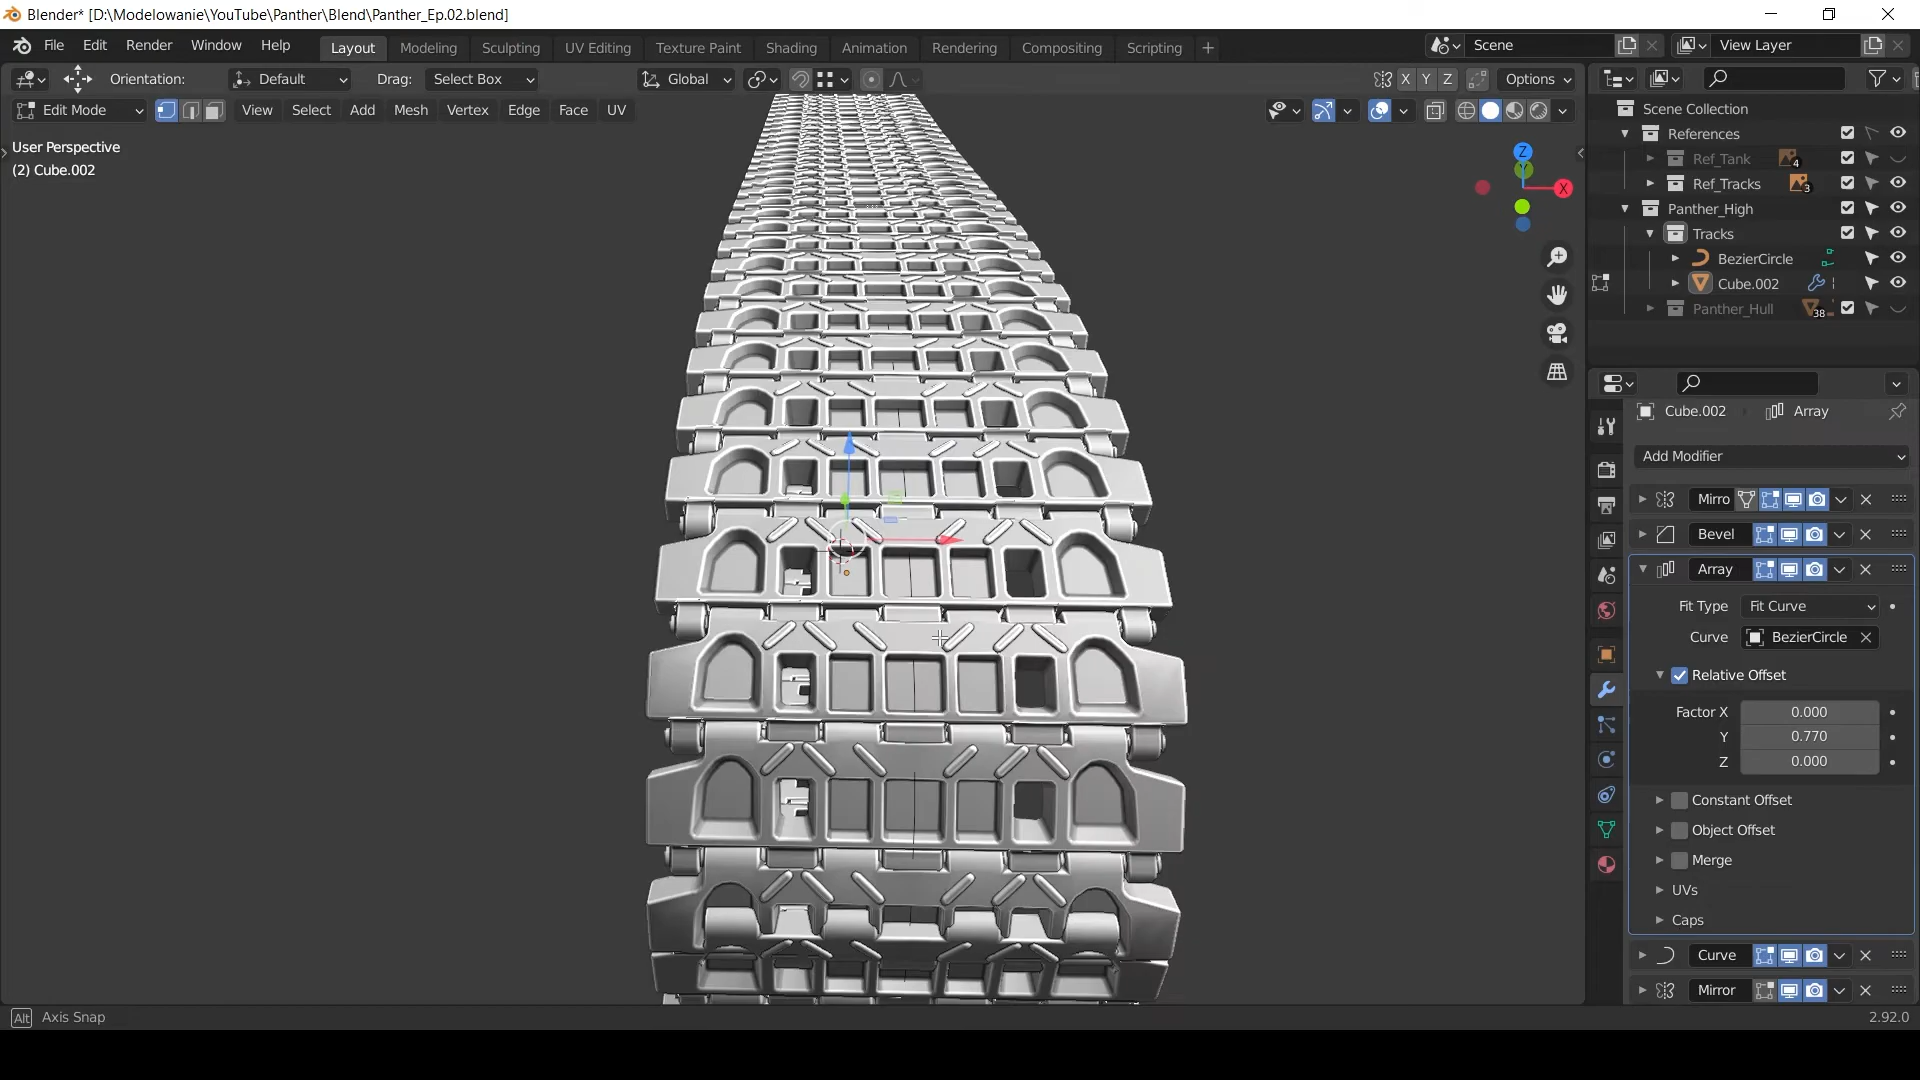 Blender* [D:\Modelowanie\YouTube\Panther\Blend\Panther_Ep.02.blend]
File Edit Render Window Help Layout Modeling Sculpting UV Editing Texture Paint Shading Animation Rendering Compositing Scripting + Scene View Layer
Orientation: Default Drag: Select Box Global X Y Z Options
Edit Mode View Select Add Mesh Vertex Edge Face UV
User Perspective
(2) Cube.002
Z
Y
X
Scene Collection
References
Ref_Tank 4
Ref_Tracks 3
Panther_High
Tracks
BezierCircle
Cube.002
Panther_Hull 38
Cube.002 Array
Add Modifier
Mirro
Bevel
Array
Fit Type Fit Curve
Curve BezierCircle
Relative Offset
Factor X 0.000
Y 0.770
Z 0.000
Constant Offset
Object Offset
Merge
UVs
Caps
Curve
Mirror
Alt Axis Snap
2.92.0